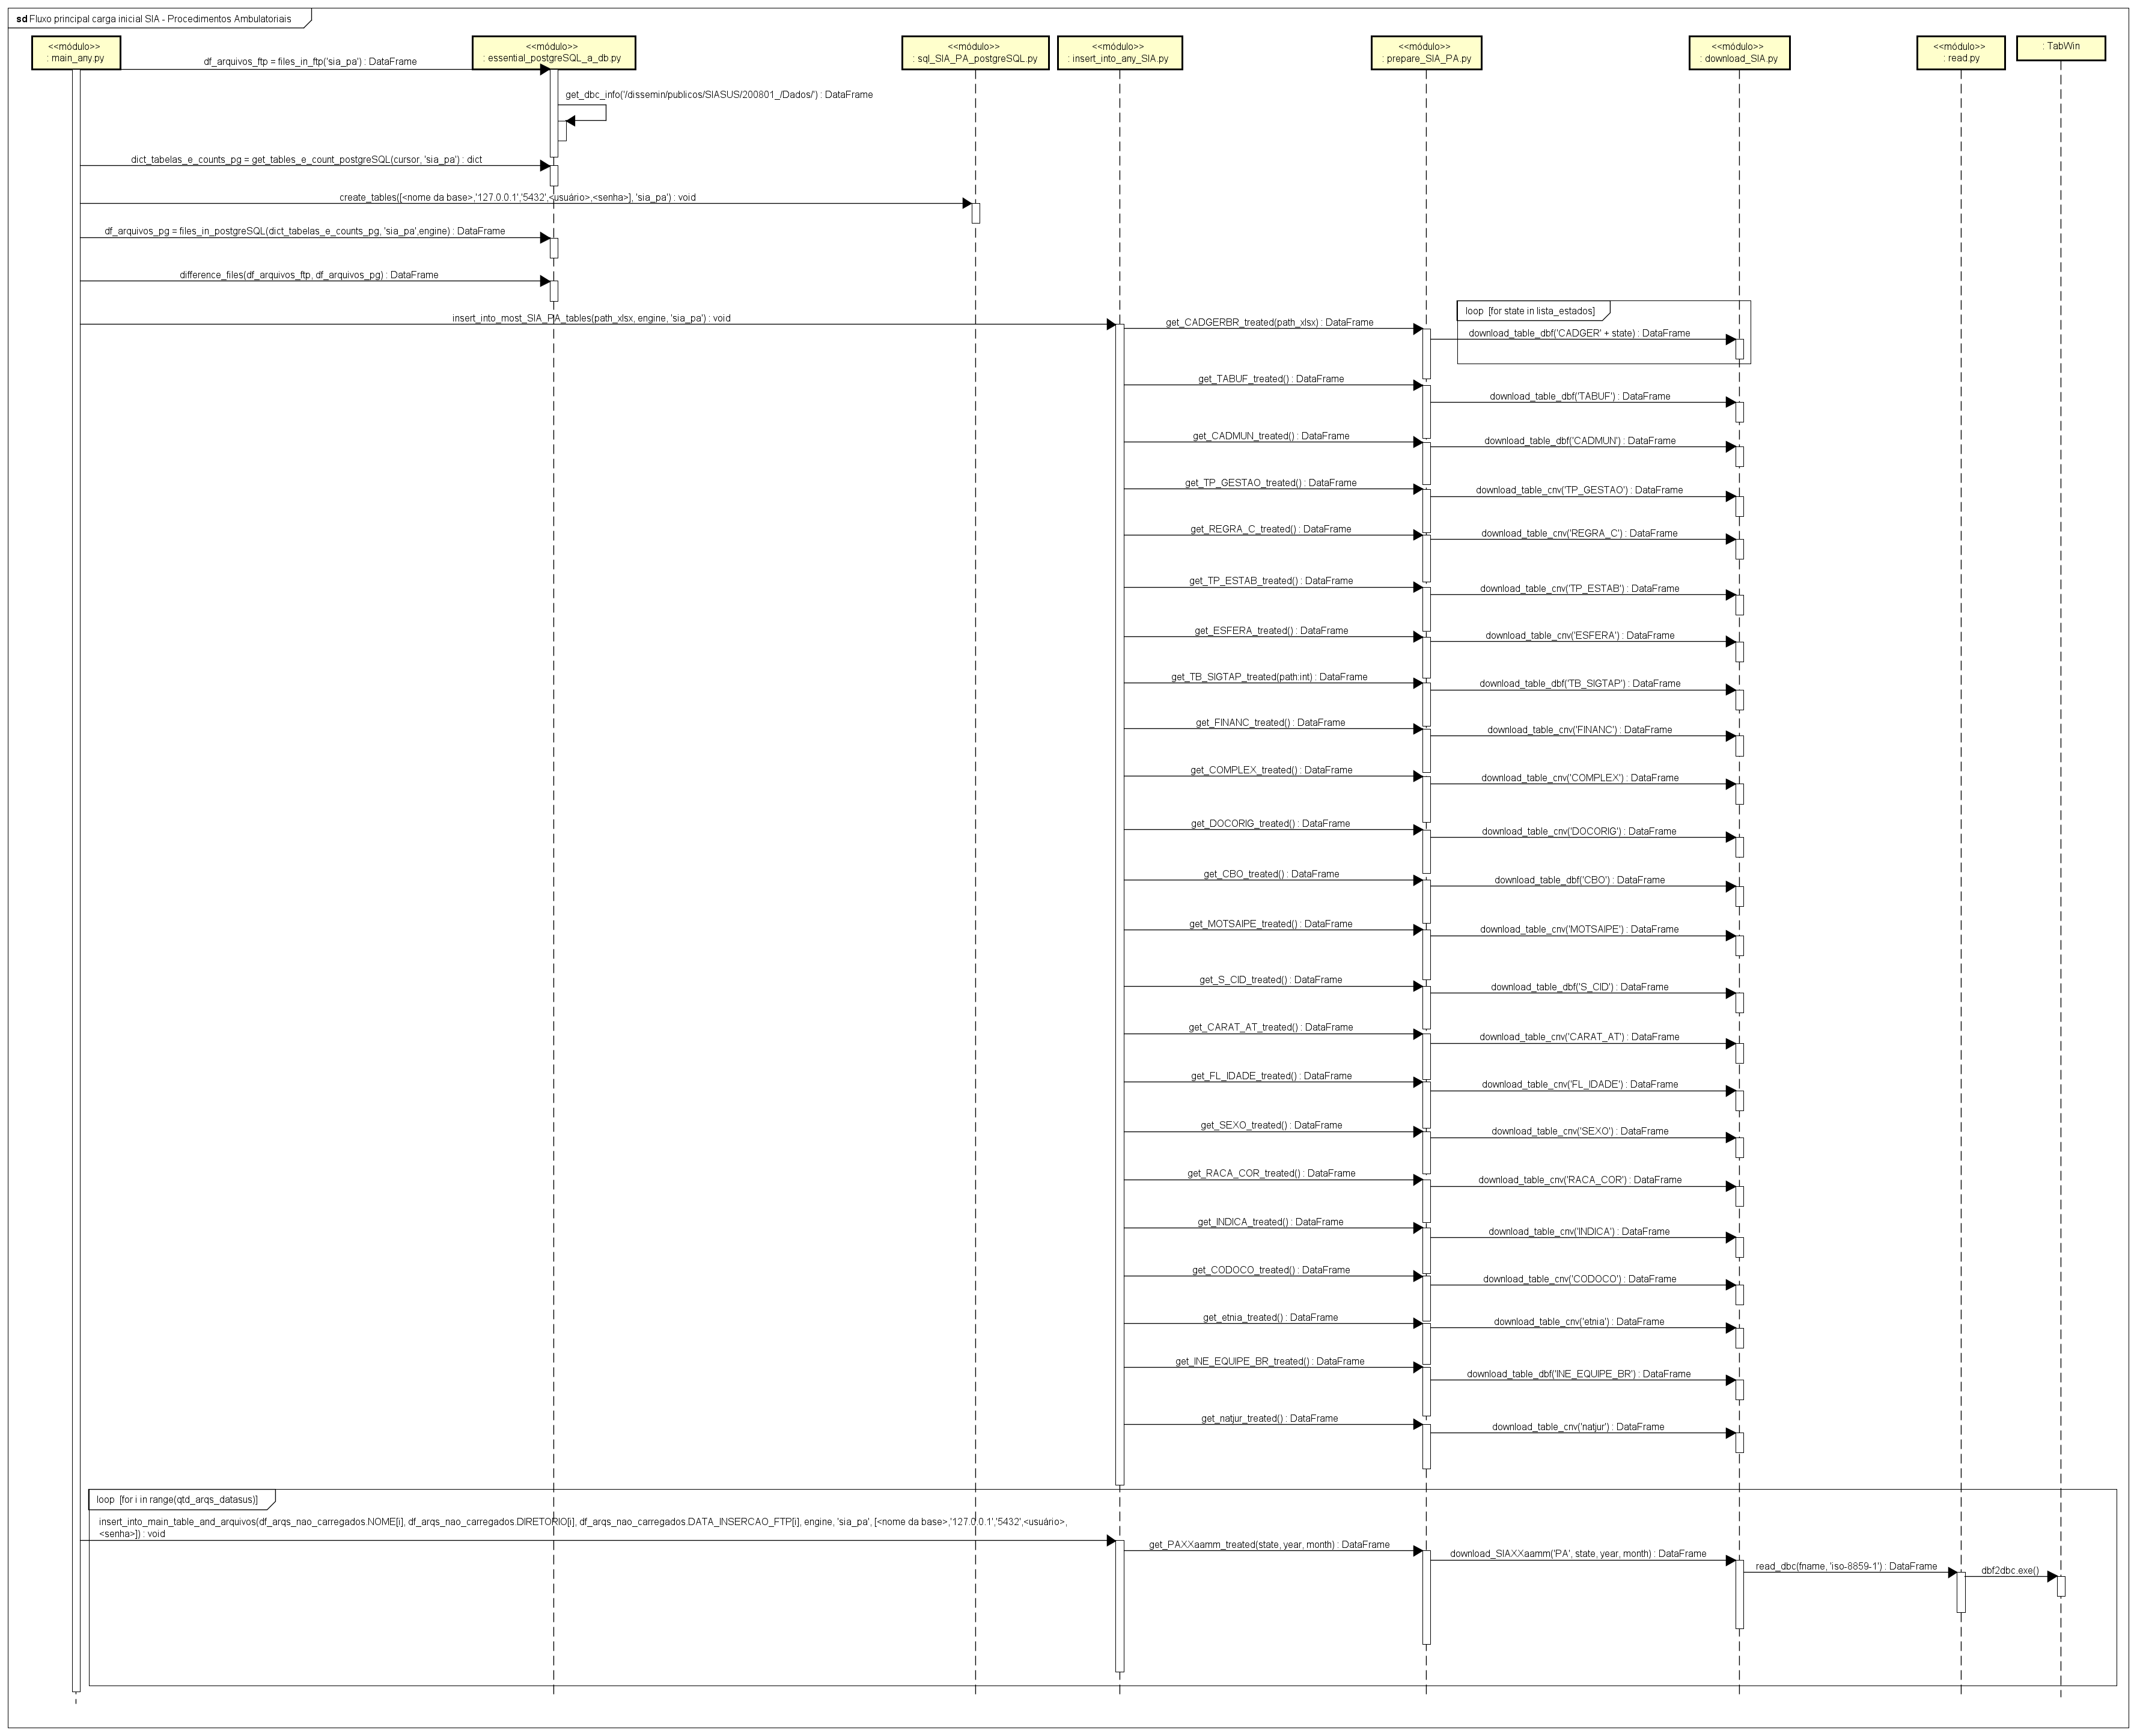 sd Fluxo principal carga inicial SIA - Procedimentos Ambulatoriais
<<módulo>>
: main_any.py
<<módulo>>
: essential_postgreSQL_a_db.py
<<módulo>>
: sql_SIA_PA_postgreSQL.py
<<módulo>>
: insert_into_any_SIA.py
<<módulo>>
: prepare_SIA_PA.py
<<módulo>>
: download_SIA.py
<<módulo>>
: read.py
: TabWin
df_arquivos_ftp = files_in_ftp('sia_pa') : DataFrame
get_dbc_info('/dissemin/publicos/SIASUS/200801_/Dados/') : DataFrame
dict_tabelas_e_counts_pg = get_tables_e_count_postgreSQL(cursor, 'sia_pa') : dict
create_tables([<nome da base>,'127.0.0.1','5432',<usuário>,<senha>], 'sia_pa') : void
df_arquivos_pg = files_in_postgreSQL(dict_tabelas_e_counts_pg, 'sia_pa',engine) : DataFrame
difference_files(df_arquivos_ftp, df_arquivos_pg) : DataFrame
insert_into_most_SIA_PA_tables(path_xlsx, engine, 'sia_pa') : void
loop [for state in lista_estados]
get_CADGERBR_treated(path_xlsx) : DataFrame
download_table_dbf('CADGER' + state) : DataFrame
get_TABUF_treated() : DataFrame
download_table_dbf('TABUF') : DataFrame
get_CADMUN_treated() : DataFrame
download_table_dbf('CADMUN') : DataFrame
get_TP_GESTAO_treated() : DataFrame
download_table_cnv('TP_GESTAO') : DataFrame
get_REGRA_C_treated() : DataFrame
download_table_cnv('REGRA_C') : DataFrame
get_TP_ESTAB_treated() : DataFrame
download_table_cnv('TP_ESTAB') : DataFrame
get_ESFERA_treated() : DataFrame
download_table_cnv('ESFERA') : DataFrame
get_TB_SIGTAP_treated(path:int) : DataFrame
download_table_dbf('TB_SIGTAP') : DataFrame
get_FINANC_treated() : DataFrame
download_table_cnv('FINANC') : DataFrame
get_COMPLEX_treated() : DataFrame
download_table_cnv('COMPLEX') : DataFrame
get_DOCORIG_treated() : DataFrame
download_table_cnv('DOCORIG') : DataFrame
get_CBO_treated() : DataFrame
download_table_dbf('CBO') : DataFrame
get_MOTSAIPE_treated() : DataFrame
download_table_cnv('MOTSAIPE') : DataFrame
get_S_CID_treated() : DataFrame
download_table_dbf('S_CID') : DataFrame
get_CARAT_AT_treated() : DataFrame
download_table_cnv('CARAT_AT') : DataFrame
get_FL_IDADE_treated() : DataFrame
download_table_cnv('FL_IDADE') : DataFrame
get_SEXO_treated() : DataFrame
download_table_cnv('SEXO') : DataFrame
get_RACA_COR_treated() : DataFrame
download_table_cnv('RACA_COR') : DataFrame
get_INDICA_treated() : DataFrame
download_table_cnv('INDICA') : DataFrame
get_CODOCO_treated() : DataFrame
download_table_cnv('CODOCO') : DataFrame
get_etnia_treated() : DataFrame
download_table_cnv('etnia') : DataFrame
get_INE_EQUIPE_BR_treated() : DataFrame
download_table_dbf('INE_EQUIPE_BR') : DataFrame
get_natjur_treated() : DataFrame
download_table_cnv('natjur') : DataFrame
loop [for i in range(qtd_arqs_datasus)]
insert_into_main_table_and_arquivos(df_arqs_nao_carregados.NOME[i], df_arqs_nao_carregados.DIRETORIO[i], df_arqs_nao_carregados.DATA_INSERCAO_FTP[i], engine, 'sia_pa', [<nome da base>,'127.0.0.1','5432',<usuário>,
<senha>]) : void
get_PAXXaamm_treated(state, year, month) : DataFrame
download_SIAXXaamm('PA', state, year, month) : DataFrame
read_dbc(fname, 'iso-8859-1') : DataFrame
dbf2dbc.exe()